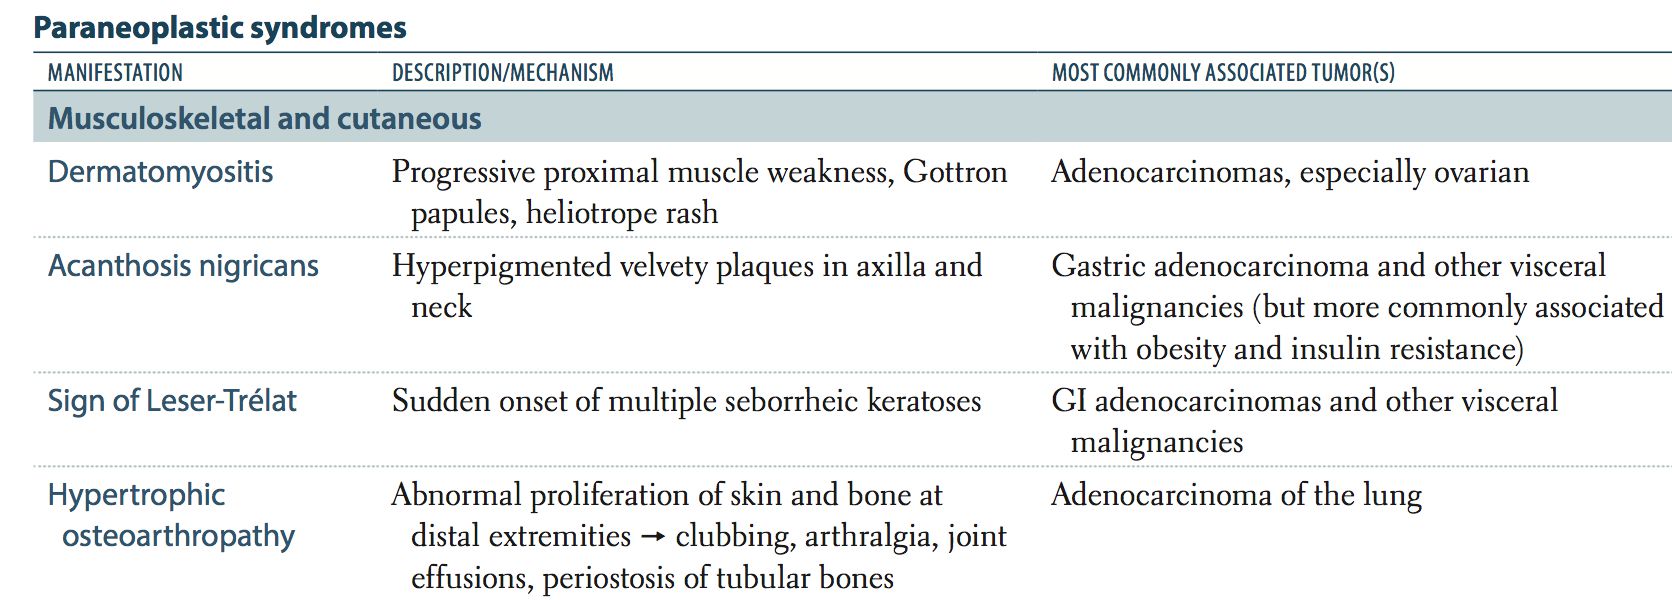 Paraneoplastic syndromes
MANIFESTATION DESCRIPTION/MECHANISM MOST COMMONLY ASSOCIATED TUMOR(S)
Musculoskeletal and cutaneous
Dermatomyositis Progressive proximal muscle weakness, Gottron Adenocarcinomas, especially ovarian
papules, heliotrope rash
Acanthosis nigricans Hyperpigmented velvety plaques in axilla and Gastric adenocarcinoma and other visceral
neck malignancies (but more commonly associated
with obesity and insulin resistance)
Sign of Leser-Trélat Sudden onset of multiple seborrheic keratoses GI adenocarcinomas and other visceral
malignancies
Hypertrophic Abnormal proliferation of skin and bone at Adenocarcinoma of the lung
osteoarthropathy distal extremities → clubbing, arthralgia, joint
effusions, periostosis of tubular bones